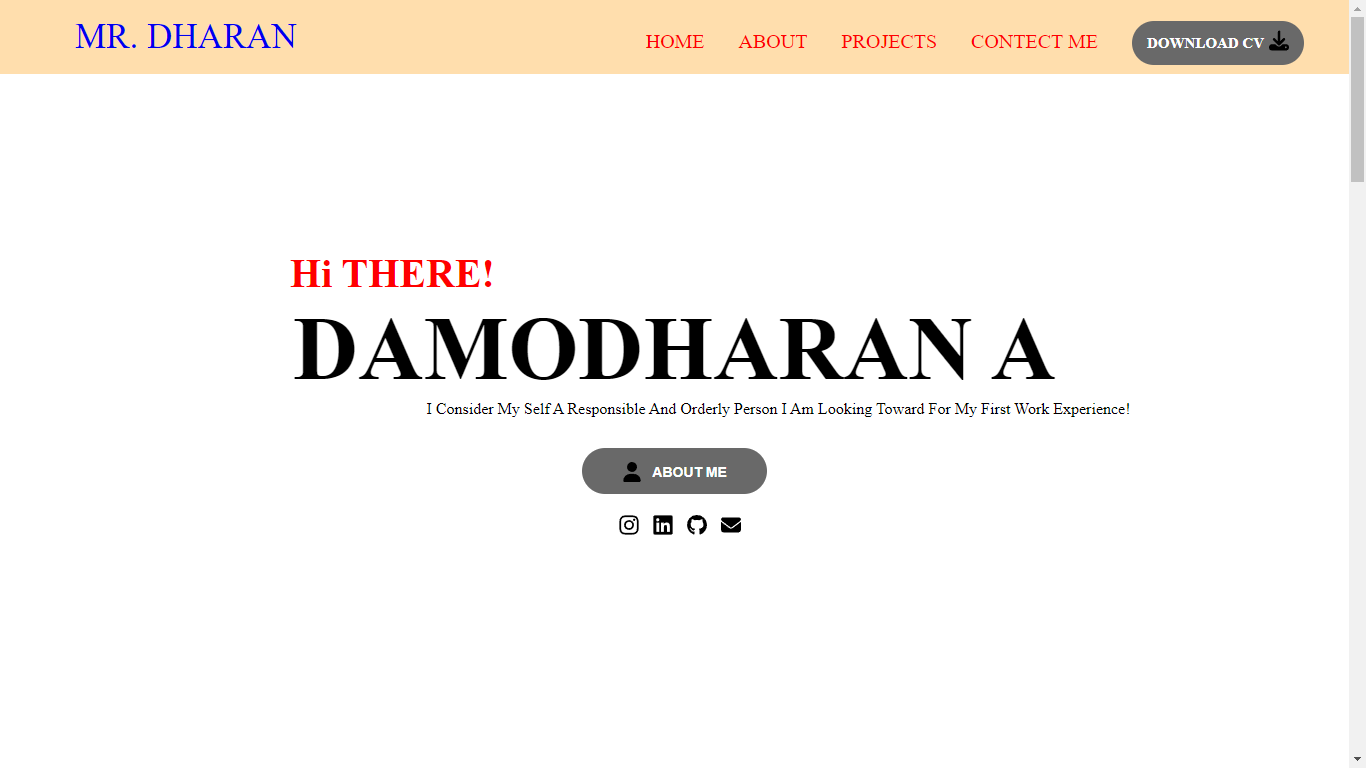 MR. DHARAN
HOME ABOUT PROJECTS CONTECT ME DOWNLOAD CV
Hi THERE!
DAMODHARAN A
I Consider My Self A Responsible And Orderly Person I Am Looking Toward For My First Work Experience!
ABOUT ME